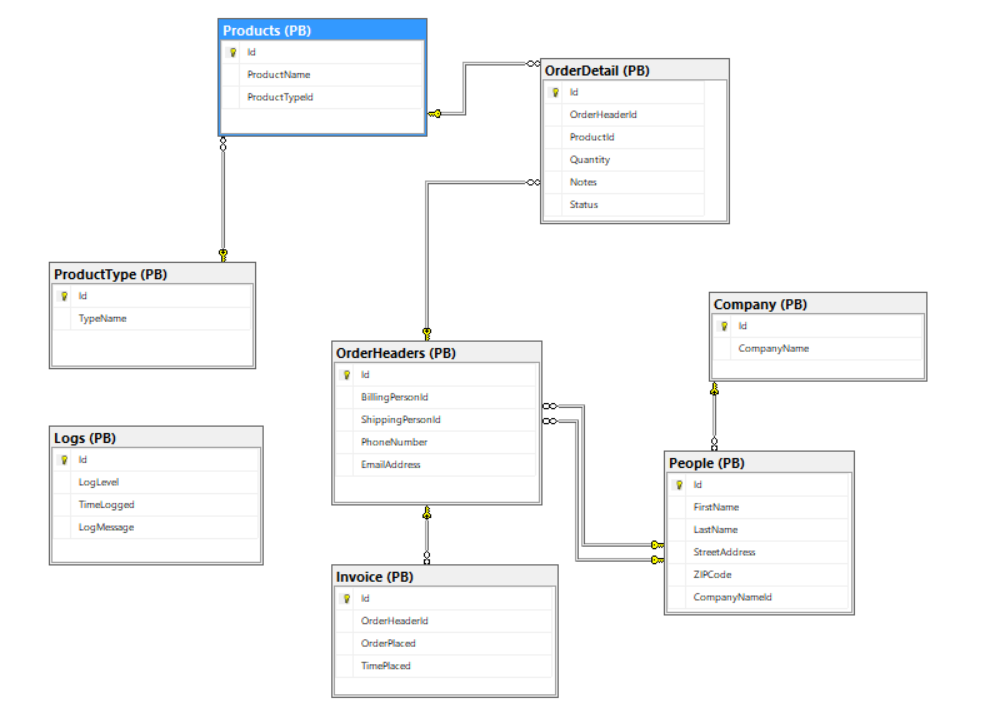 Products (PB)
Id
ProductName
ProductTypeId
OrderDetail (PB)
Id
OrderHeaderId
ProductId
Quantity
Notes
Status
ProductType (PB)
Id
TypeName
Company (PB)
Id
CompanyName
OrderHeaders (PB)
Id
BillingPersonId
ShippingPersonId
PhoneNumber
EmailAddress
Logs (PB)
Id
LogLevel
TimeLogged
LogMessage
People (PB)
Id
FirstName
LastName
StreetAddress
ZIPCode
CompanyNameId
Invoice (PB)
Id
OrderHeaderId
OrderPlaced
TimePlaced